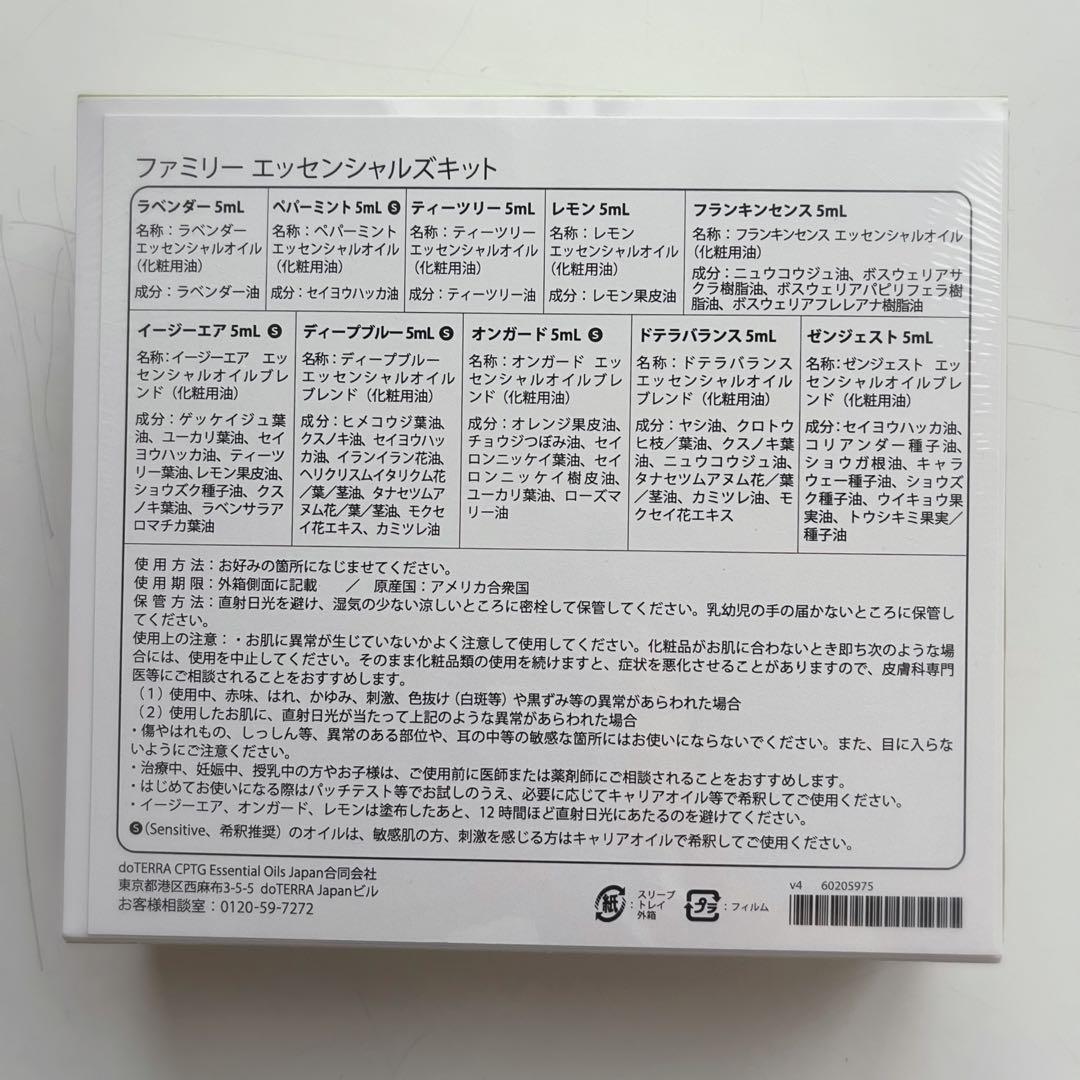 ファミリー エッセンシャルズキット
ラベンダー 5mL
名称：ラベンダー
エッセンシャルオイル
（化粧用油）
成分：ラベンダー油
ペパーミント 5mL S
名称：ペパーミント
エッセンシャルオイル
（化粧用油）
成分：セイヨウハッカ油
ティーツリー 5mL
名称：ティーツリー
エッセンシャルオイル
（化粧用油）
成分：ティーツリー油
レモン 5mL
名称：レモン
エッセンシャルオイル
（化粧用油）
成分：レモン果皮油
フランキンセンス 5mL
名称：フランキンセンス エッセンシャルオイル
（化粧用油）
成分：ニュウコウジュ油、ボスウェリアサ
クラ樹脂油、ボスウェリアパピリフェラ樹
脂油、ボスウェリアフレレアナ樹脂油
イージーエア 5mL S
名称：イージーエア エッ
センシャルオイルブレ
ンド（化粧用油）
成分：ゲッケイジュ葉
油、ユーカリ葉油、セイ
ヨウハッカ油、ティーツ
リー葉油、レモン果皮油、
ショウズク種子油、クス
ノキ葉油、ラベンサラア
ロマチカ葉油
ディープブルー 5mL S
名称：ディープブルー
エッセンシャルオイル
ブレンド（化粧用油）
成分：ヒメコウジ葉油、
クスノキ油、セイヨウハッ
カ油、イランイラン花油、
ヘリクリスムイタリクム花
／葉／茎油、タナセツムア
ヌム花／葉／茎油、モクセ
イ花エキス、カミツレ油
オンガード 5mL S
名称：オンガード エッ
センシャルオイルブレ
ンド（化粧用油）
成分：オレンジ果皮油、
チョウジつぼみ油、セイ
ロンニッケイ葉油、セイ
ロンニッケイ樹皮油、
ユーカリ葉油、ローズマ
リー油
ドテラバランス 5mL
名称：ドテラバランス
エッセンシャルオイル
ブレンド（化粧用油）
成分：ヤシ油、クロトウ
ヒ枝／葉油、クスノキ葉
油、ニュウコウジュ油、
タナセツムアヌム花／葉
／茎油、カミツレ油、モ
クセイ花エキス
ゼンジェスト 5mL
名称：ゼンジェスト エッ
センシャルオイルブレ
ンド（化粧用油）
成分：セイヨウハッカ油、
コリアンダー種子油、
ショウガ根油、キャラ
ウェー種子油、ショウズ
ク種子油、ウイキョウ果
実油、トウシキミ果実／
種子油
使用方法：お好みの箇所になじませてください。
使用期限：外箱側面に記載 ／ 原産国：アメリカ合衆国
保管方法：直射日光を避け、湿気の少ない涼しいところに密栓して保管してください。乳幼児の手の届かないところに保管し
てください。
使用上の注意：・お肌に異常が生じていないかよく注意して使用してください。化粧品がお肌に合わないとき即ち次のような場
合には、使用を中止してください。そのまま化粧品類の使用を続けますと、症状を悪化させることがありますので、皮膚科専門
医等にご相談されることをおすすめします。
（1）使用中、赤味、はれ、かゆみ、刺激、色抜け（白斑等）や黒ずみ等の異常があらわれた場合
（2）使用したお肌に、直射日光が当たって上記のような異常があらわれた場合
・傷やはれもの、しっしん等、異常のある部位や、耳の中等の敏感な箇所にはお使いにならないでください。また、目に入らな
いようにご注意ください。
・治療中、妊娠中、授乳中の方やお子様は、ご使用前に医師または薬剤師にご相談されることをおすすめします。
・はじめてお使いになる際はパッチテスト等でお試しのうえ、必要に応じてキャリアオイル等で希釈してご使用ください。
・イージーエア、オンガード、レモンは塗布したあと、12時間ほど直射日光にあたるのを避けてください。
S（Sensitive、希釈推奨）のオイルは、敏感肌の方、刺激を感じる方はキャリアオイルで希釈してご使用ください。
doTERRA CPTG Essential Oils Japan合同会社
東京都港区西麻布3-5-5 doTERRA Japanビル
お客様相談室：0120-59-7272
紙：スリーブ
トレイ
外箱
プラ：フィルム
v4 60205975